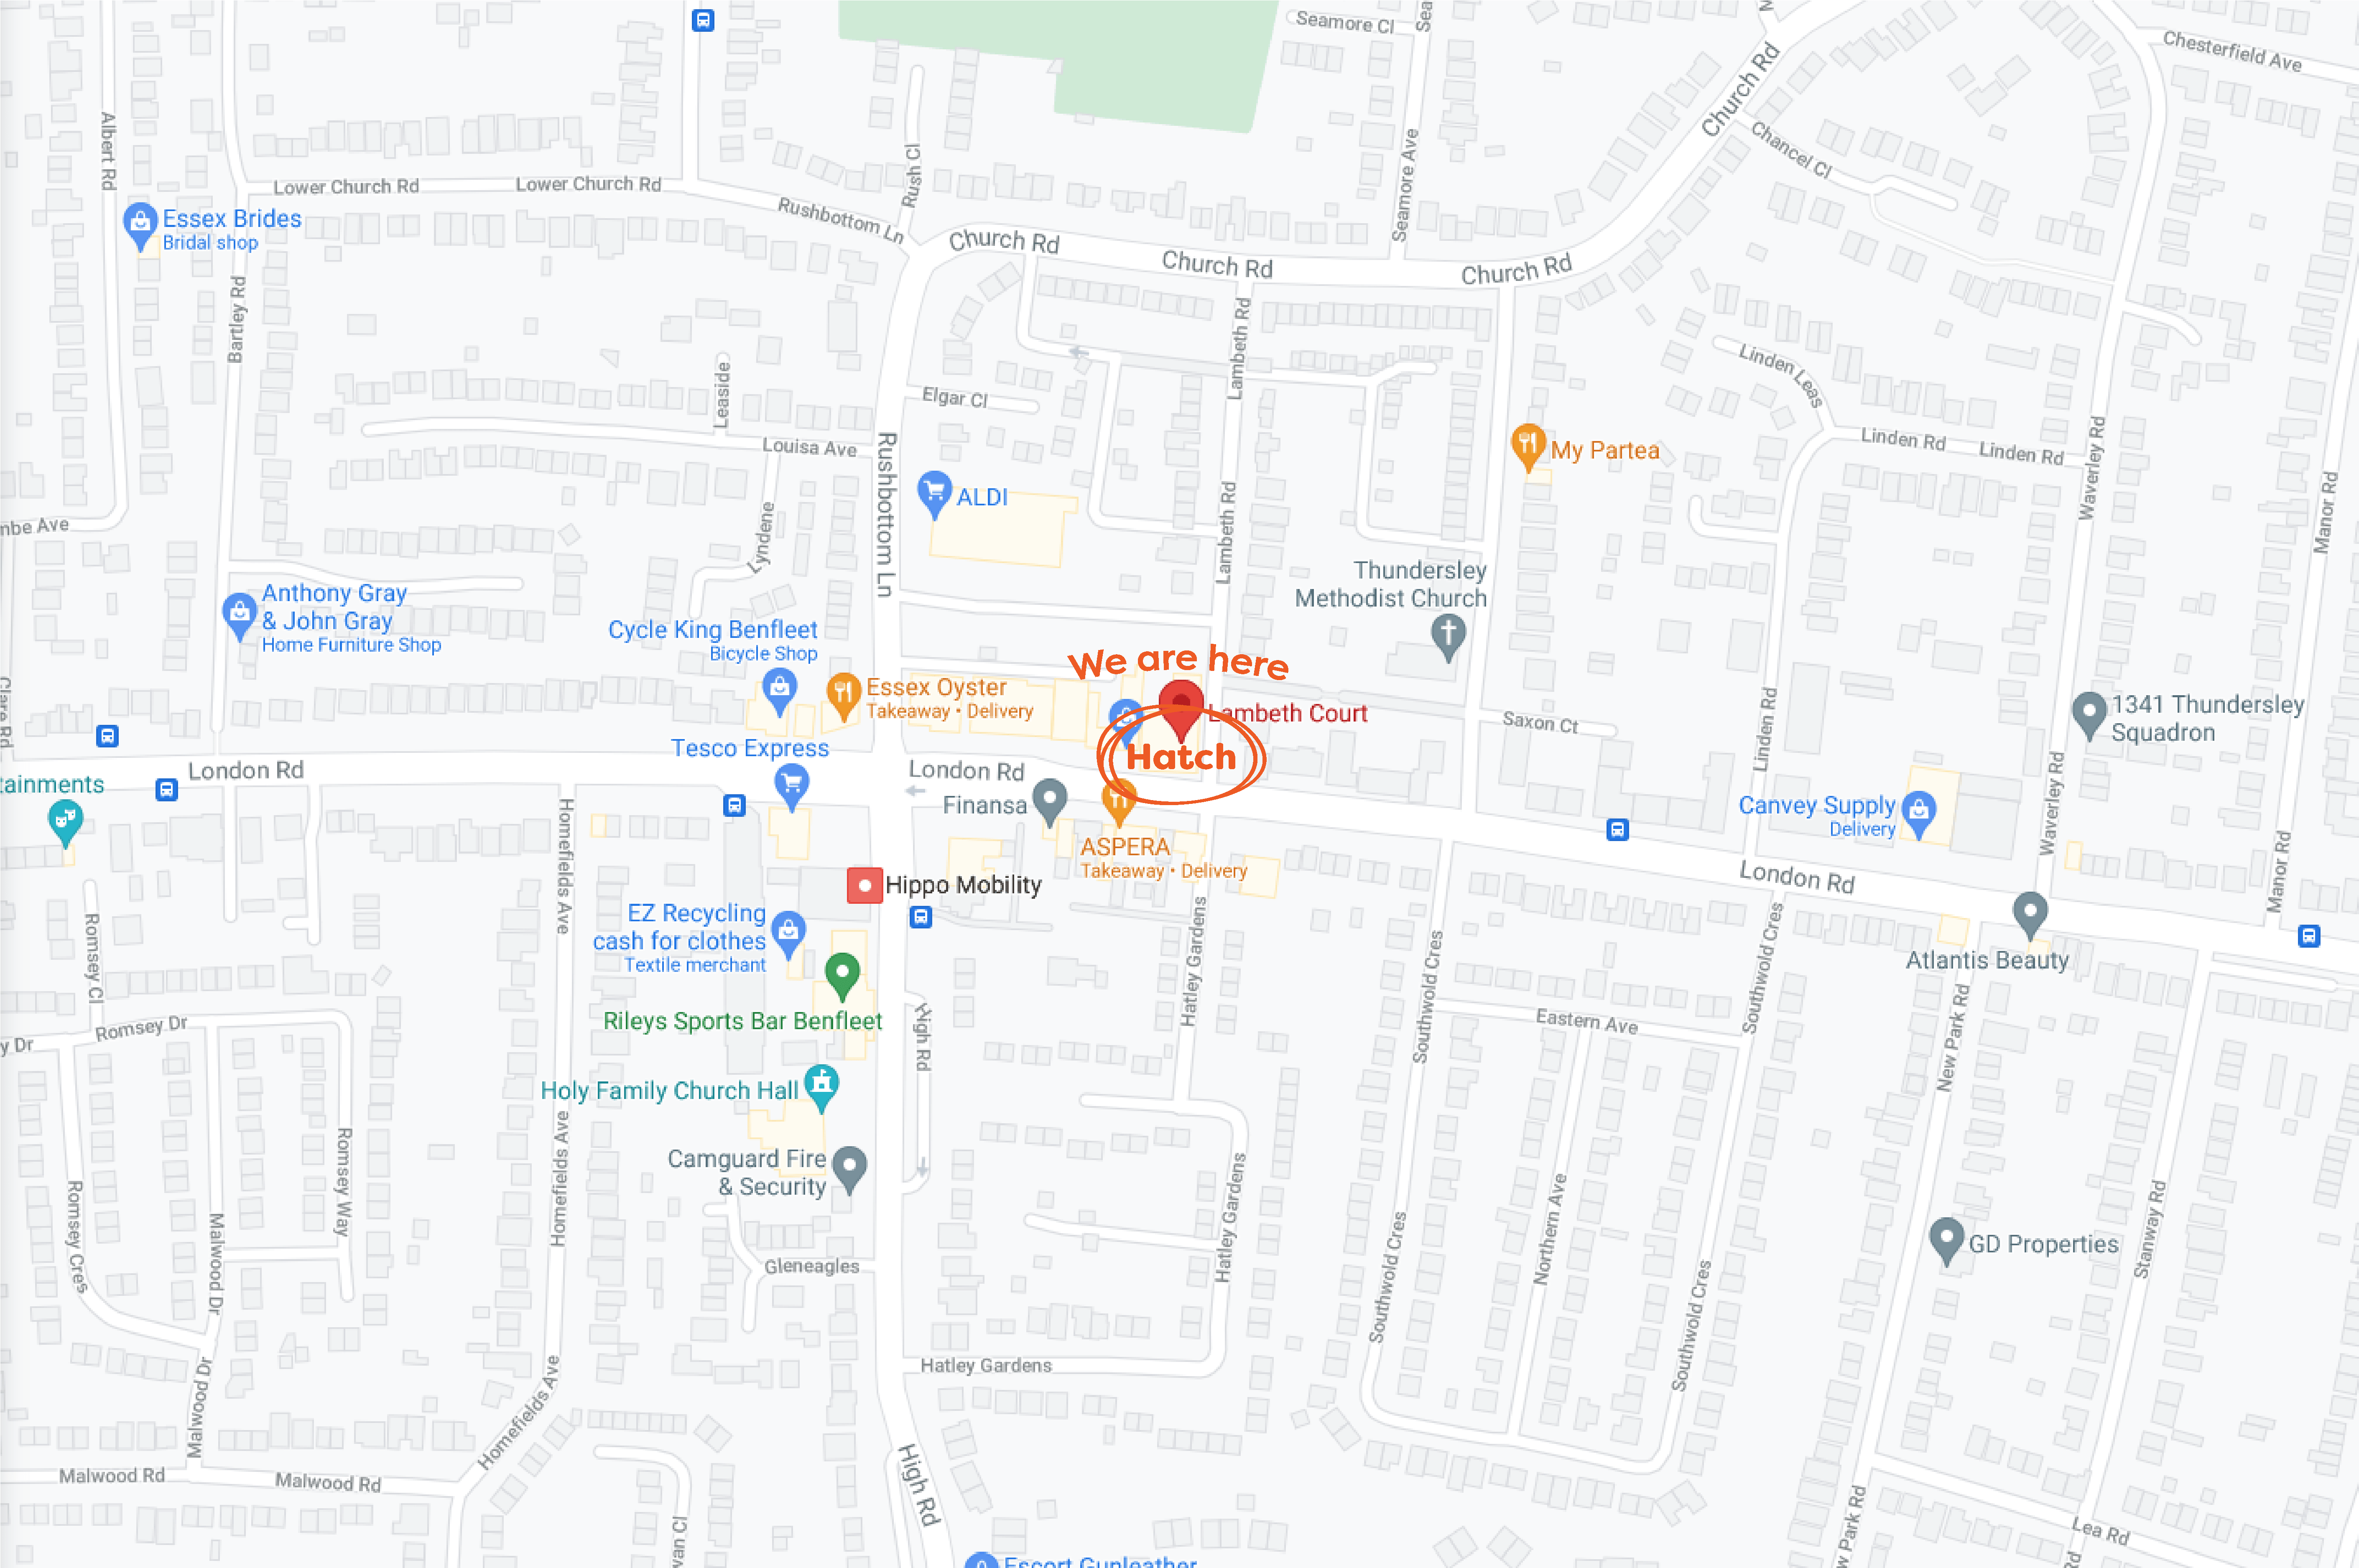 Seamore Cl
Sea
N
Chesterfield Ave
Church Rd
Albert Rd
Chancel Cl
Lower Church Rd
Lower Church Rd
Rush Cl
Seamore Ave
Rushbottom Ln
Essex Brides
Bridal shop
Church Rd
Church Rd
Church Rd
Bartley Rd
Lambeth Rd
Leaside
Elgar Cl
Linden Leas
Louisa Ave
Rushbottom Ln
My Partea
Linden Rd
Linden Rd
Waverley Rd
Manor Rd
ALDI
Lambeth Rd
nbe Ave
Lyndene
Thundersley
Methodist Church
Anthony Gray
& John Gray
Home Furniture Shop
Cycle King Benfleet
Bicycle Shop
We are here
Essex Oyster
Takeaway • Delivery
Lambeth Court
Hatch
Saxon Ct
Linden Rd
1341 Thundersley
Squadron
Clare Rd
Tesco Express
London Rd
London Rd
tainments
Finansa
ASPERA
Takeaway • Delivery
Canvey Supply
Delivery
Waverley Rd
Manor Rd
London Rd
Homefields Ave
Hippo Mobility
EZ Recycling
cash for clothes
Textile merchant
Hatley Gardens
Southwold Cres
Southwold Cres
Atlantis Beauty
Romsey Cl
Romsey Dr
y Dr
Rileys Sports Bar Benfleet
High Rd
Eastern Ave
New Park Rd
Holy Family Church Hall
Homefields Ave
Romsey Way
Camguard Fire
& Security
Romsey Cres
Malwood Dr
Hatley Gardens
Gleneagles
Southwold Cres
Northern Ave
Southwold Cres
GD Properties
Stanway Rd
Hatley Gardens
Malwood Dr
Homefields Ave
High Rd
Malwood Rd
Malwood Rd
van Cl
w Park Rd
Lea Rd
Rd
Escort Gunleather